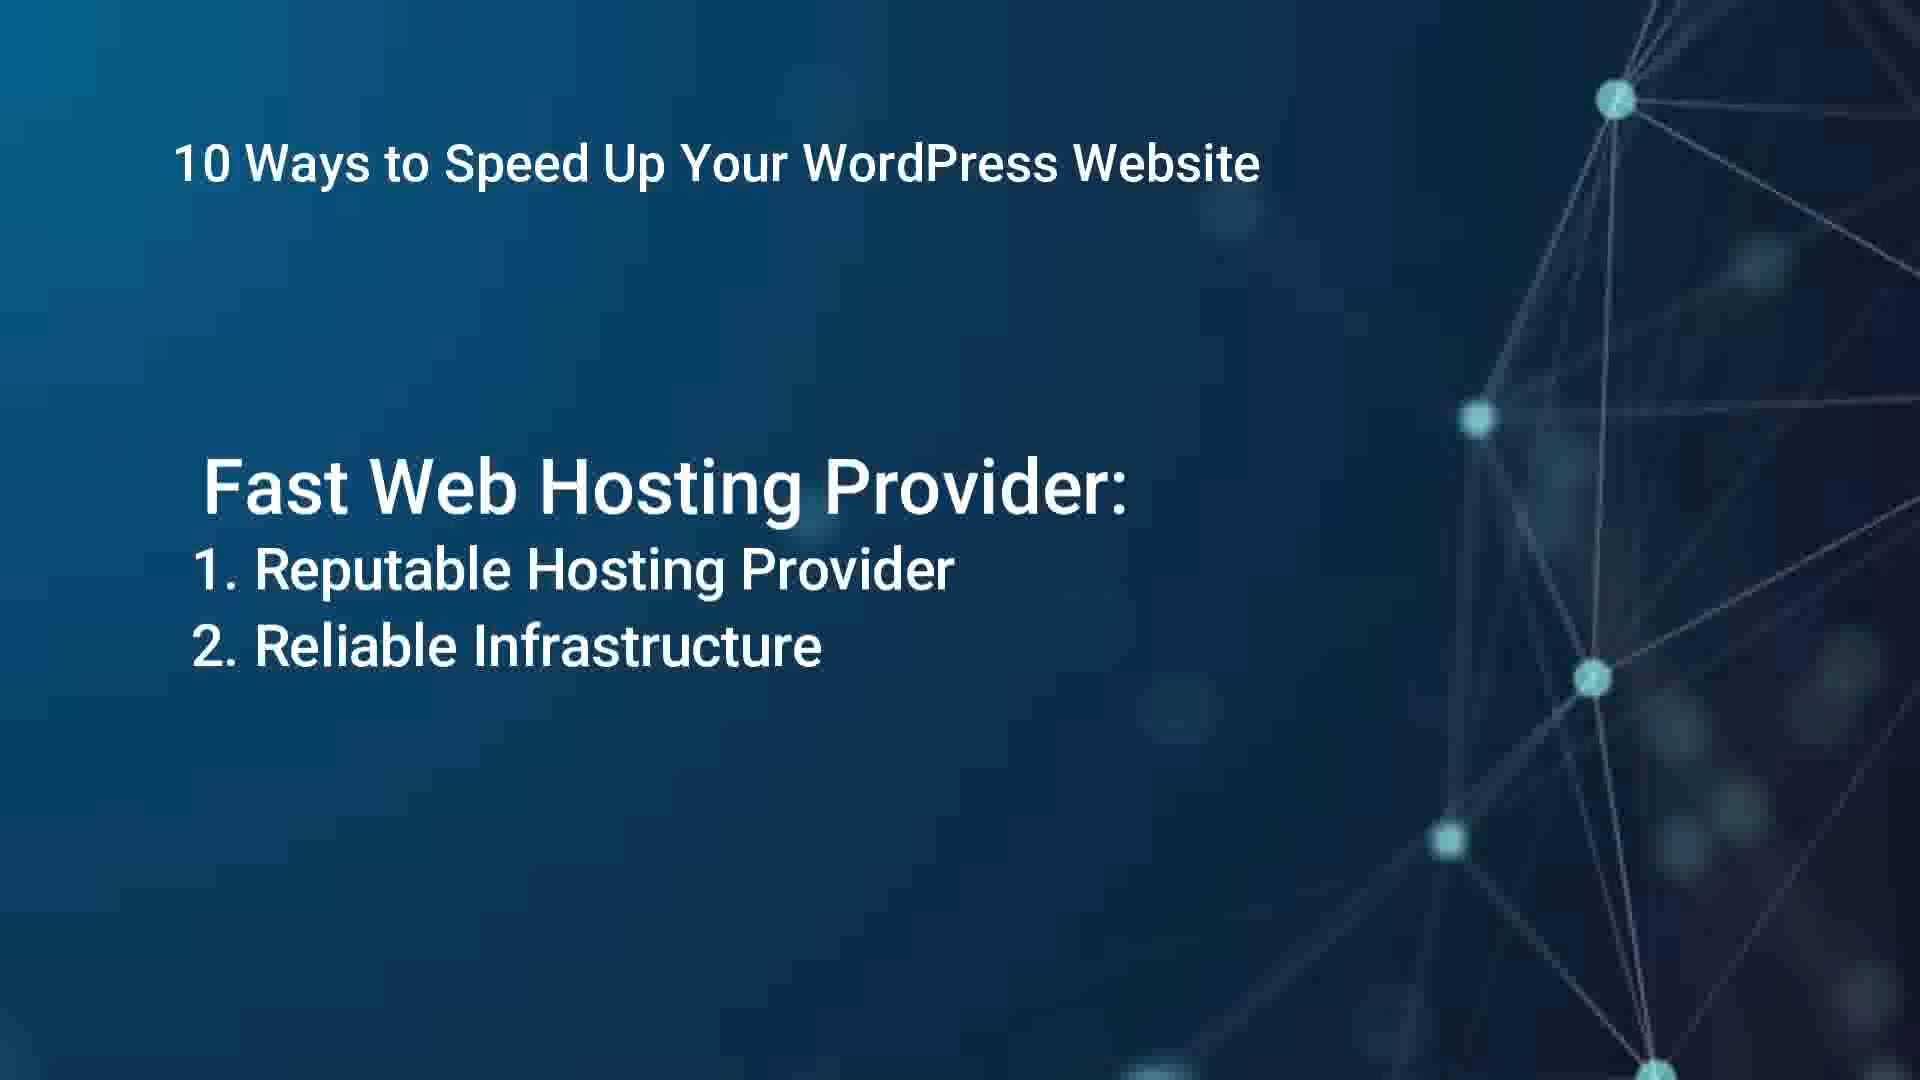 10 Ways to Speed Up Your WordPress Website
Fast Web Hosting Provider:
1. Reputable Hosting Provider
2. Reliable Infrastructure